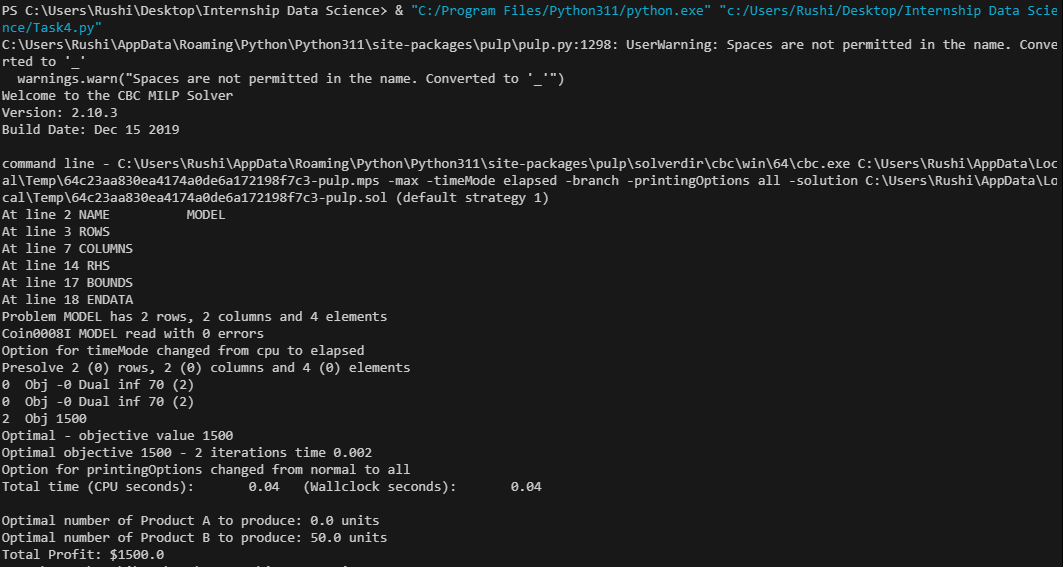 PS C:\Users\Rushi\Desktop\Internship Data Science> & "C:/Program Files/Python311/python.exe" "c:/Users/Rushi/Desktop/Internship Data Scie
nce/Task4.py"
C:\Users\Rushi\AppData\Roaming\Python\Python311\site-packages\pulp\pulp.py:1298: UserWarning: Spaces are not permitted in the name. Conve
rted to '_'
  warnings.warn("Spaces are not permitted in the name. Converted to '_'")
Welcome to the CBC MILP Solver
Version: 2.10.3
Build Date: Dec 15 2019

command line - C:\Users\Rushi\AppData\Roaming\Python\Python311\site-packages\pulp\solverdir\cbc\win\64\cbc.exe C:\Users\Rushi\AppData\Loc
al\Temp\64c23aa830ea4174a0de6a172198f7c3-pulp.mps -max -timeMode elapsed -branch -printingOptions all -solution C:\Users\Rushi\AppData\Lo
cal\Temp\64c23aa830ea4174a0de6a172198f7c3-pulp.sol (default strategy 1)
At line 2 NAME          MODEL
At line 3 ROWS
At line 7 COLUMNS
At line 14 RHS
At line 17 BOUNDS
At line 18 ENDATA
Problem MODEL has 2 rows, 2 columns and 4 elements
Coin0008I MODEL read with 0 errors
Option for timeMode changed from cpu to elapsed
Presolve 2 (0) rows, 2 (0) columns and 4 (0) elements
0  Obj -0 Dual inf 70 (2)
0  Obj -0 Dual inf 70 (2)
2  Obj 1500
Optimal - objective value 1500
Optimal objective 1500 - 2 iterations time 0.002
Option for printingOptions changed from normal to all
Total time (CPU seconds):       0.04   (Wallclock seconds):       0.04

Optimal number of Product A to produce: 0.0 units
Optimal number of Product B to produce: 50.0 units
Total Profit: $1500.0